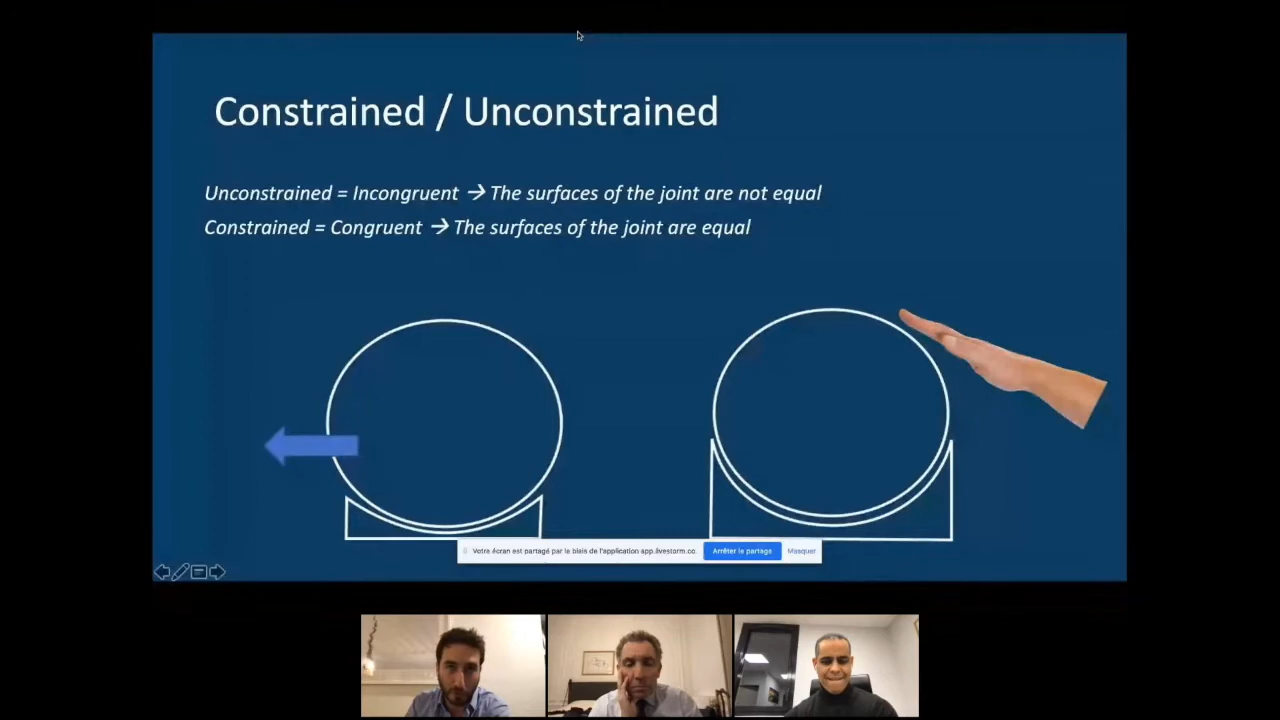 Constrained / Unconstrained
Unconstrained = Incongruent → The surfaces of the joint are not equal
Constrained = Congruent → The surfaces of the joint are equal
Votre écran est partagé par le biais de l'application app.livestorm.co. Arrêter le partage Masquer